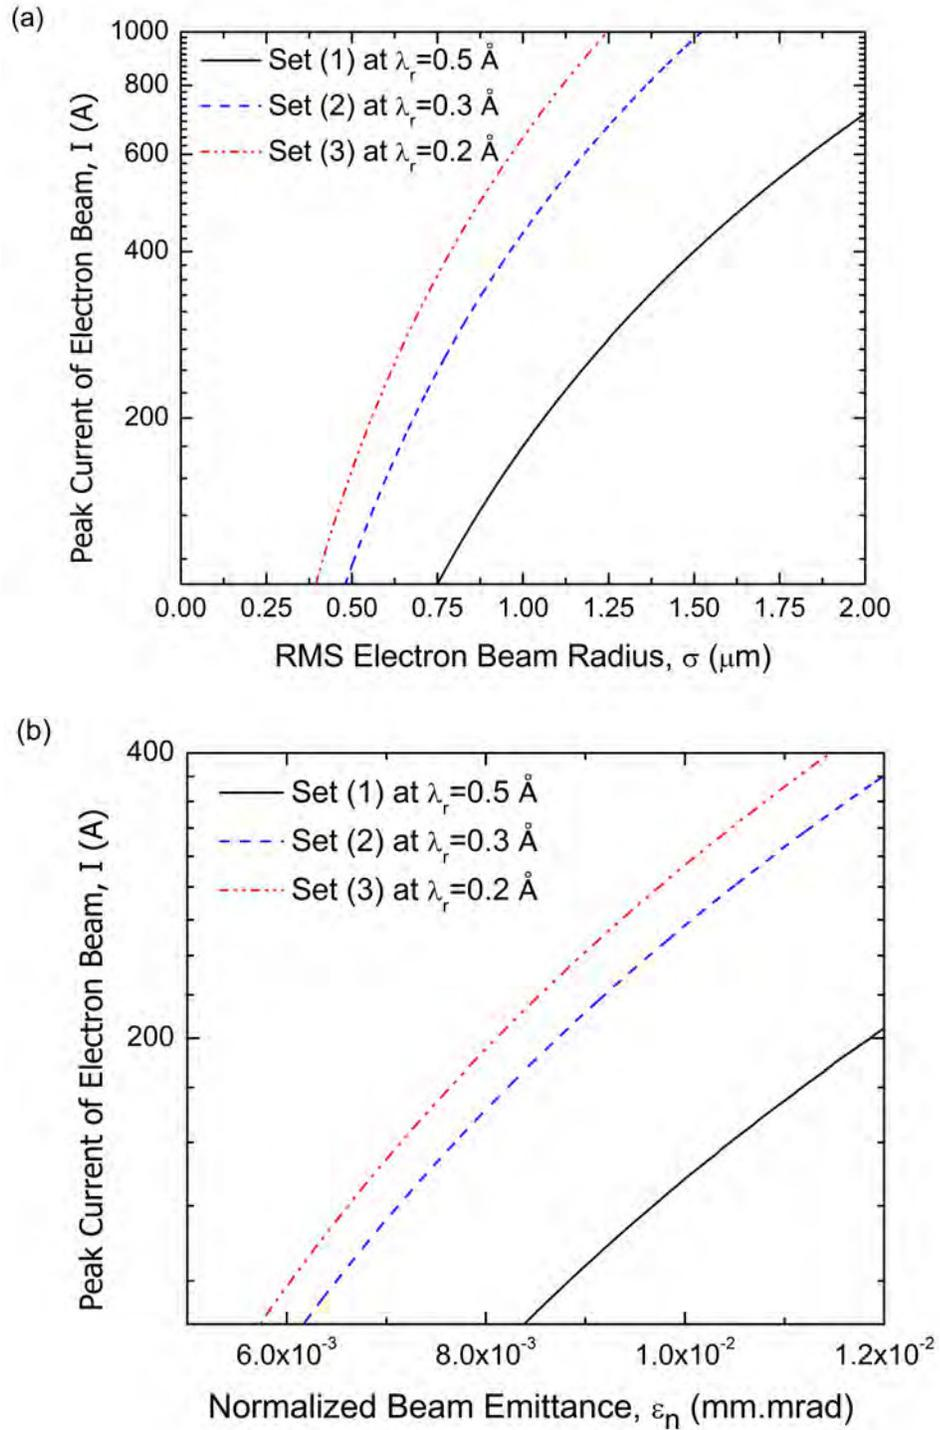 (a)
1000
800
600
400
200
Peak Current of Electron Beam, I (A)
Set (1) at λr=0.5 Å
Set (2) at λr=0.3 Å
Set (3) at λr=0.2 Å
0.00 0.25 0.50 0.75 1.00 1.25 1.50 1.75 2.00
RMS Electron Beam Radius, σ (μm)
(b)
400
200
Peak Current of Electron Beam, I (A)
Set (1) at λr=0.5 Å
Set (2) at λr=0.3 Å
Set (3) at λr=0.2 Å
6.0x10⁻³ 8.0x10⁻³ 1.0x10⁻² 1.2x10⁻²
Normalized Beam Emittance, εn (mm.mrad)